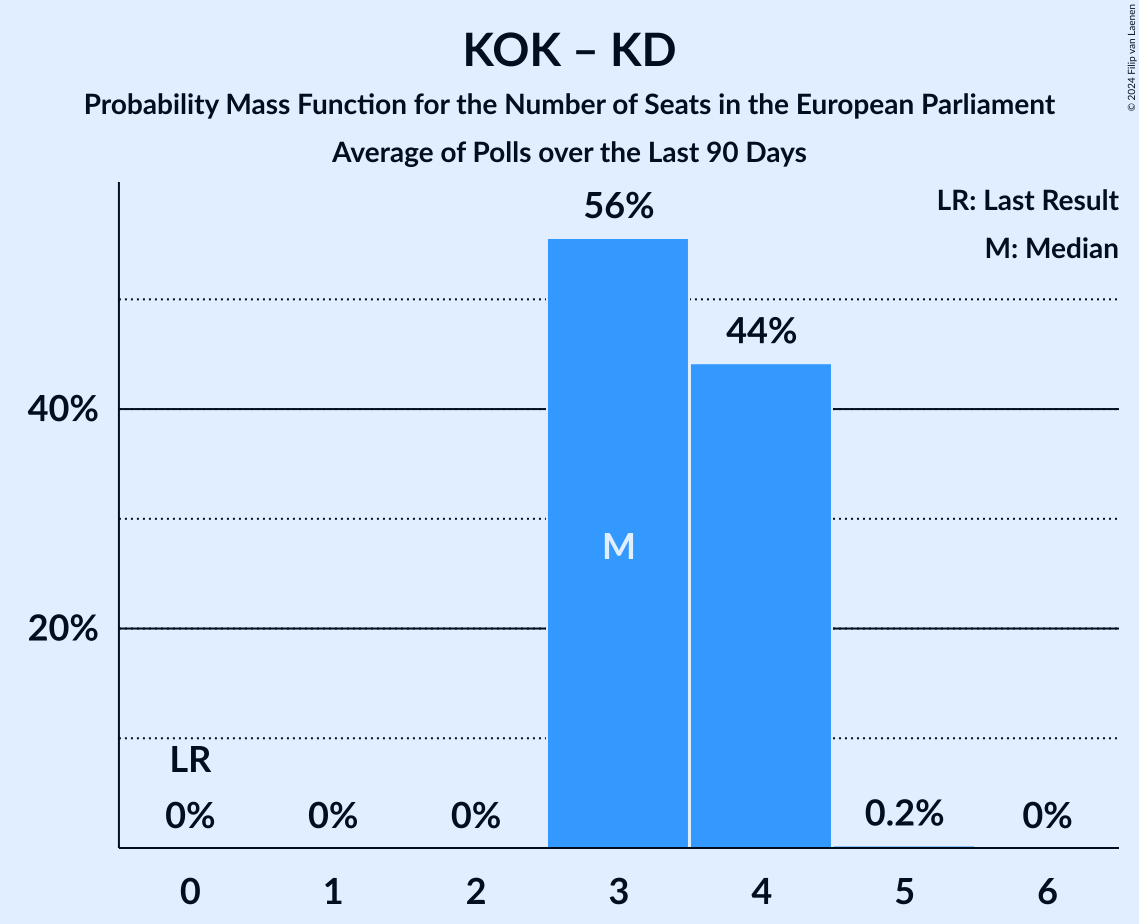 KOK – KD
Probability Mass Function for the Number of Seats in the European Parliament
Average of Polls over the Last 90 Days
© 2024 Filip van Laenen
LR: Last Result
M: Median
56%
44%
40%
M
20%
LR
0%
0%
0%
0.2%
0%
0
1
2
3
4
5
6